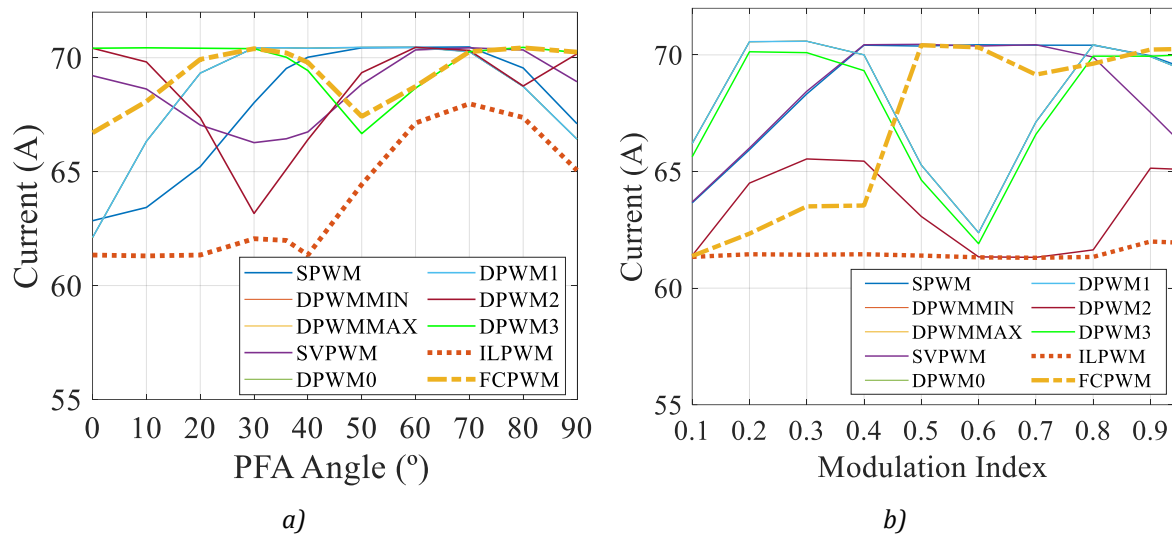 Current (A)
70
65
60
55
SPWM
DPWM1
DPWMMIN
DPWM2
DPWMMAX
DPWM3
SVPWM
ILPWM
DPWM0
FCPWM
0 10 20 30 40 50 60 70 80 90
PFA Angle (º)
a)
Current (A)
70
65
60
55
SPWM
DPWM1
DPWMMIN
DPWM2
DPWMMAX
DPWM3
SVPWM
ILPWM
DPWM0
FCPWM
0.1 0.2 0.3 0.4 0.5 0.6 0.7 0.8 0.9
Modulation Index
b)